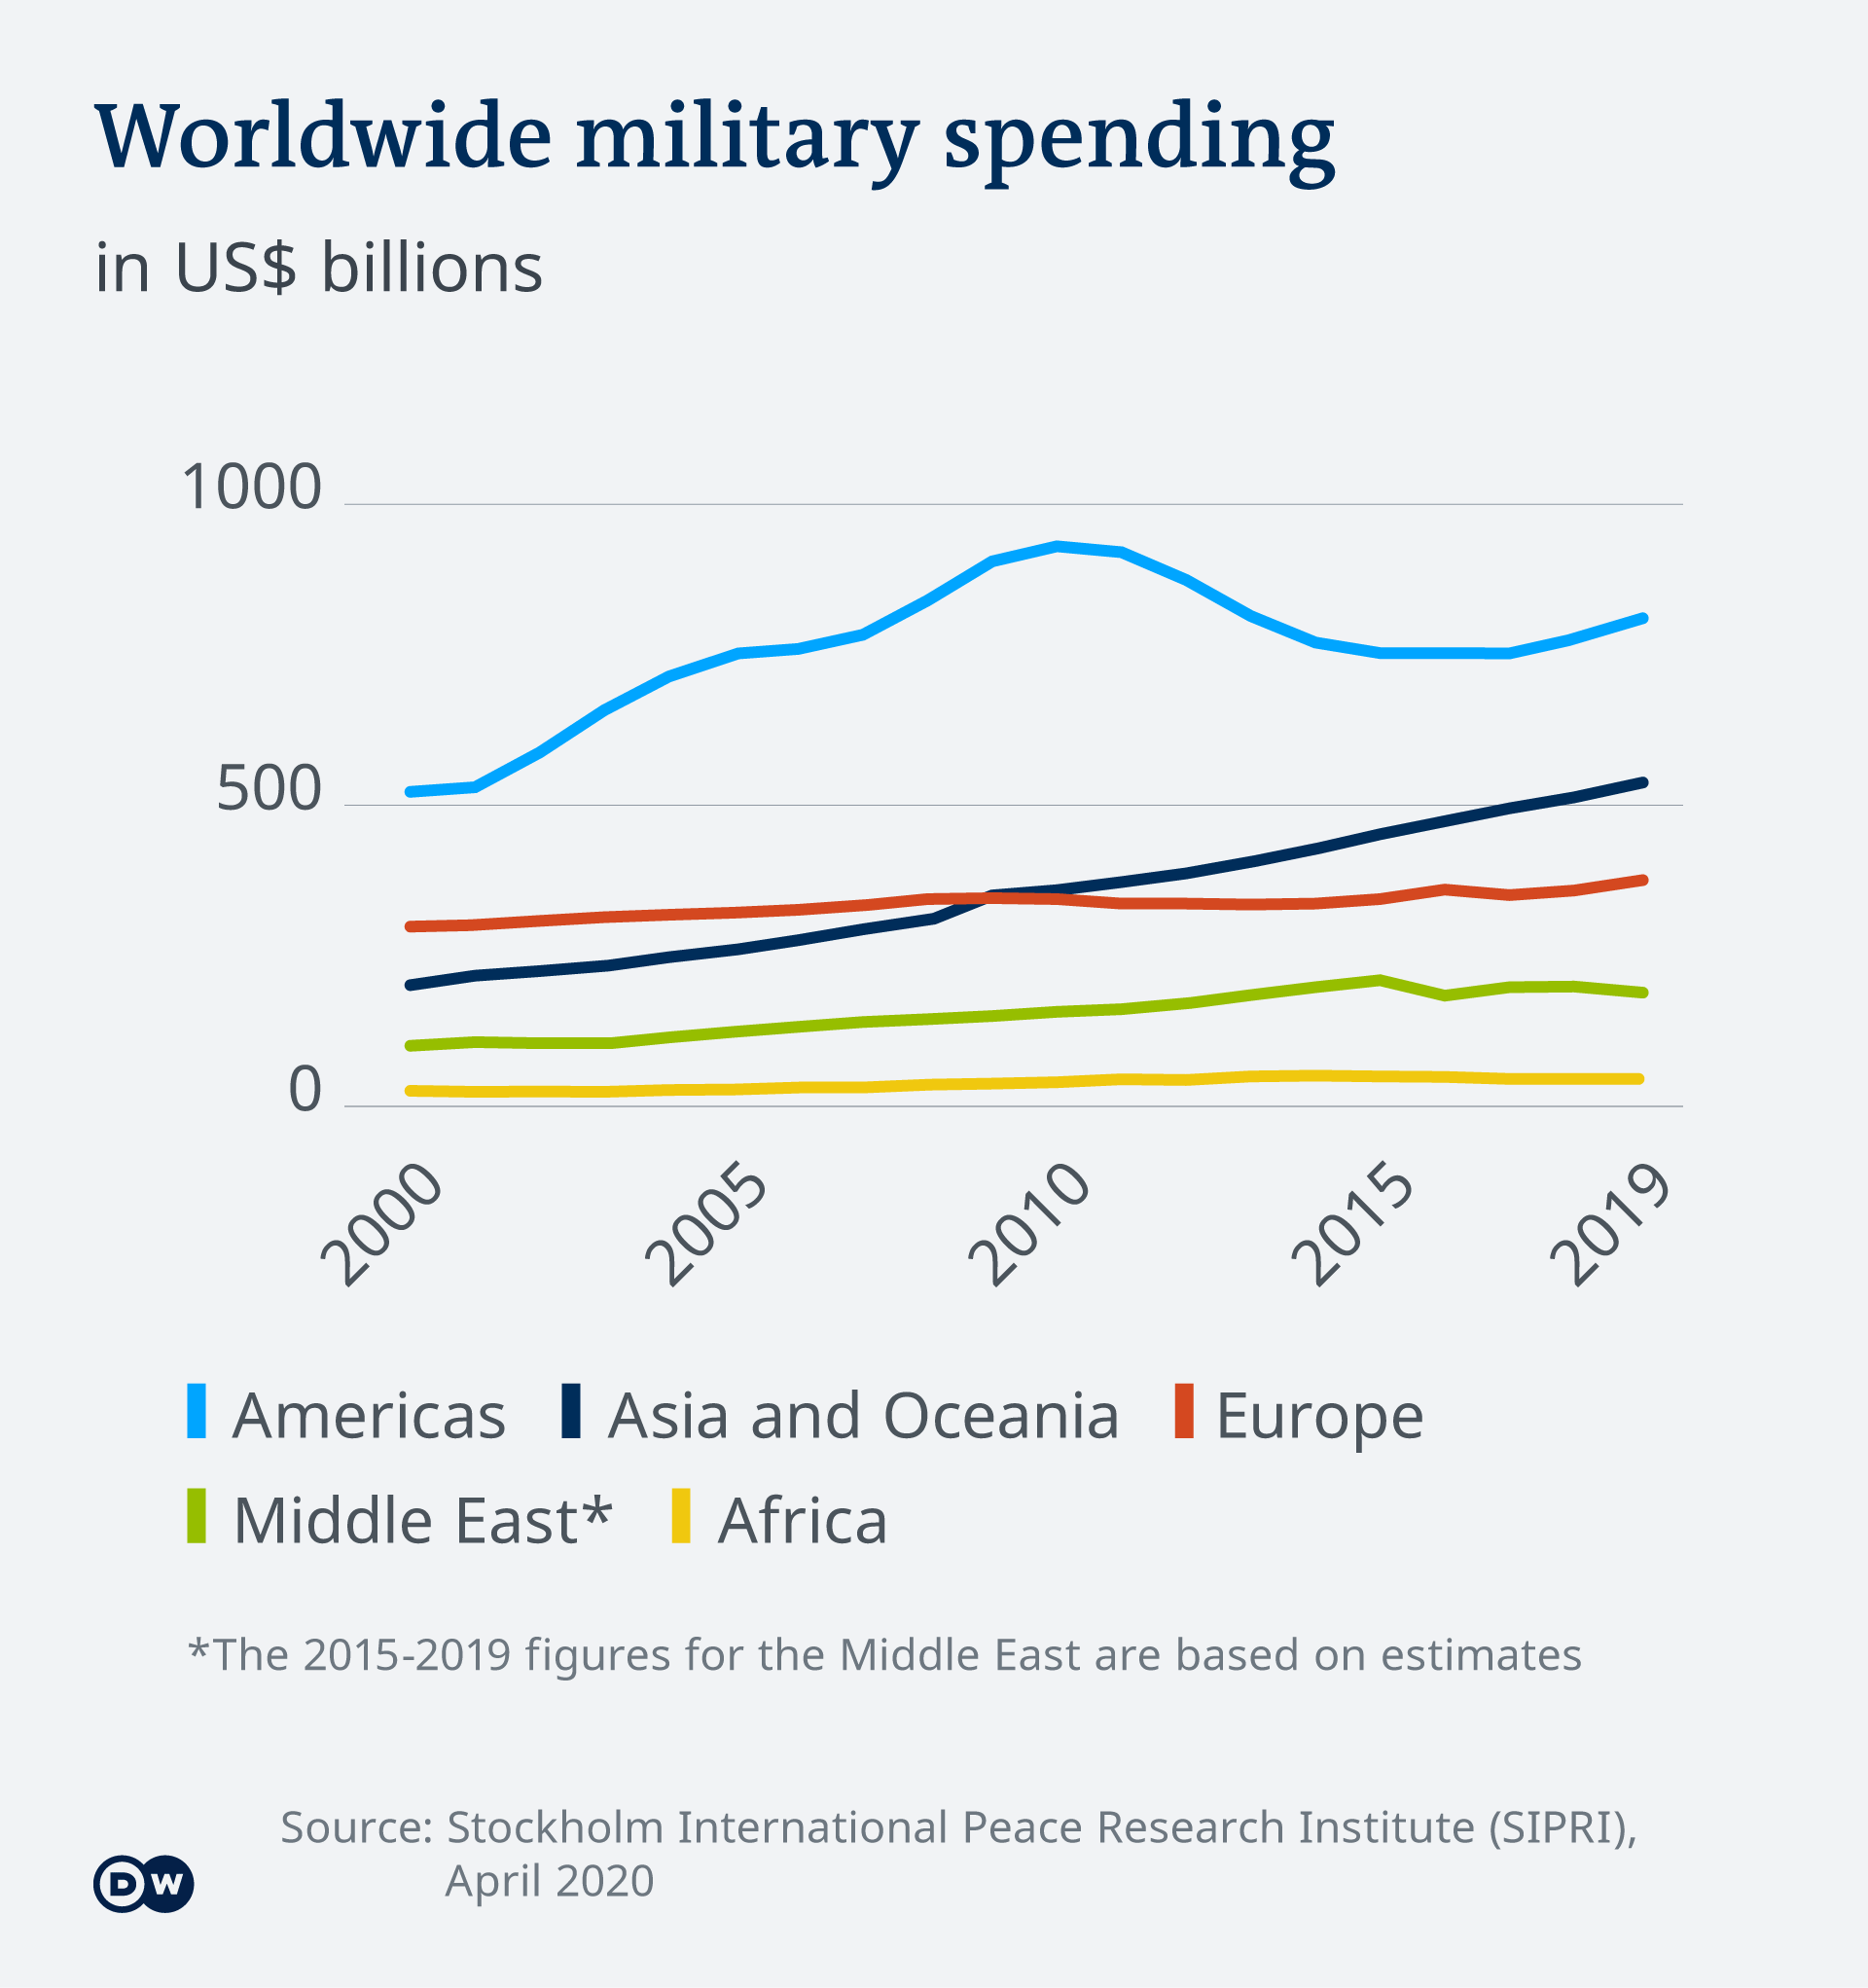 Worldwide military spending
in US$ billions
1000
500
0
2000
2005
2010
2015
2019
Americas
Asia and Oceania
Europe
Middle East*
Africa
*The 2015-2019 figures for the Middle East are based on estimates
Source: Stockholm International Peace Research Institute (SIPRI),
April 2020
DW